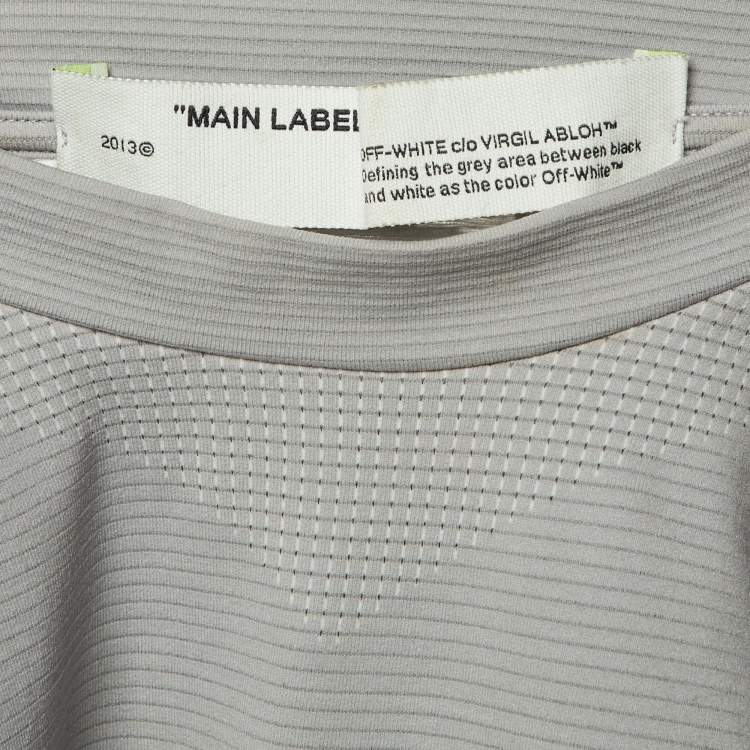 "MAIN LABEL
2013©
OFF-WHITE c/o VIRGIL ABLOH™
Defining the grey area between black
and white as the color Off-White™